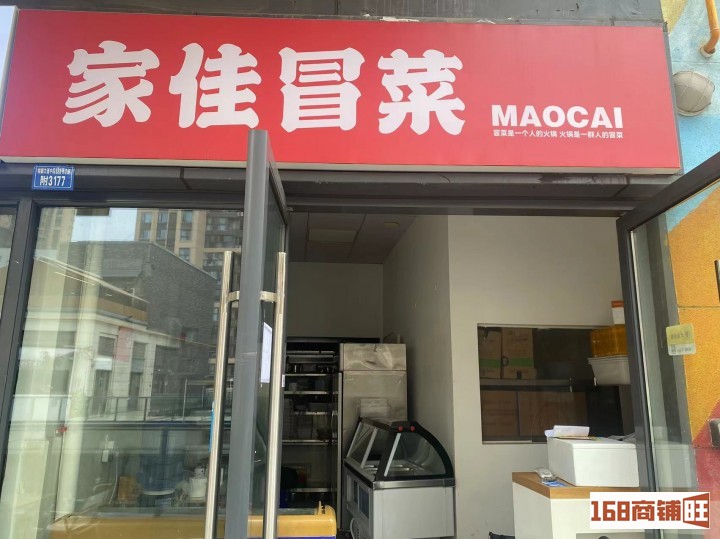 家佳冒菜
MAOCAI
冒菜是一个人的火锅 火锅是一群人的冒菜
附3177
168商铺旺